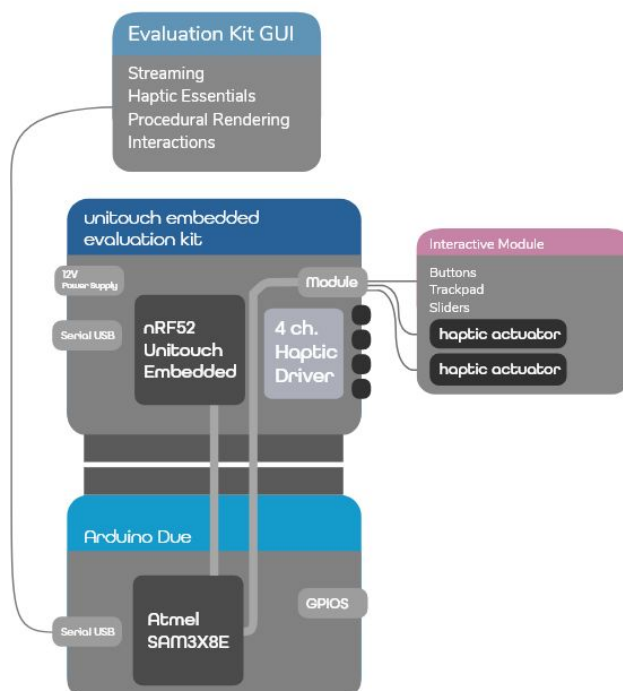 Evaluation Kit GUI
Streaming
Haptic Essentials
Procedural Rendering
Interactions
unitouch embedded
evaluation kit
12V
Power Supply
Serial USB
nRF52
Unitouch
Embedded
4 ch.
Haptic
Driver
Module
Interactive Module
Buttons
Trackpad
Sliders
haptic actuator
haptic actuator
Arduino Due
Serial USB
Atmel
SAM3X8E
GPIOS